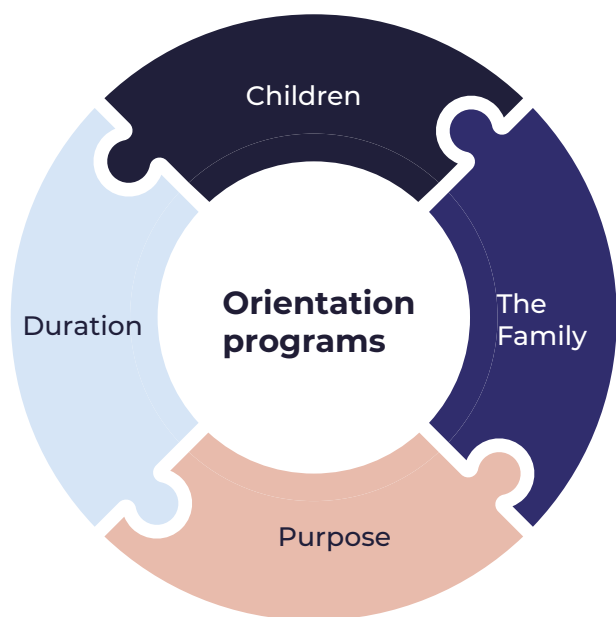 Children
The
Family
Orientation
programs
Duration
Purpose